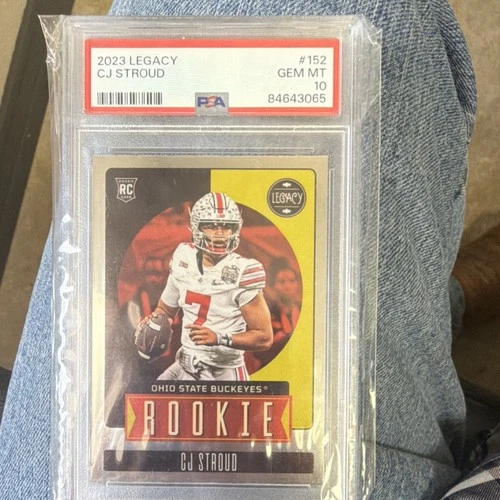 2023 LEGACY #152
CJ STROUD GEM MT
10
PSA 84643065
RC
LEGACY
7
OHIO STATE BUCKEYES®
ROOKIE
CJ STROUD